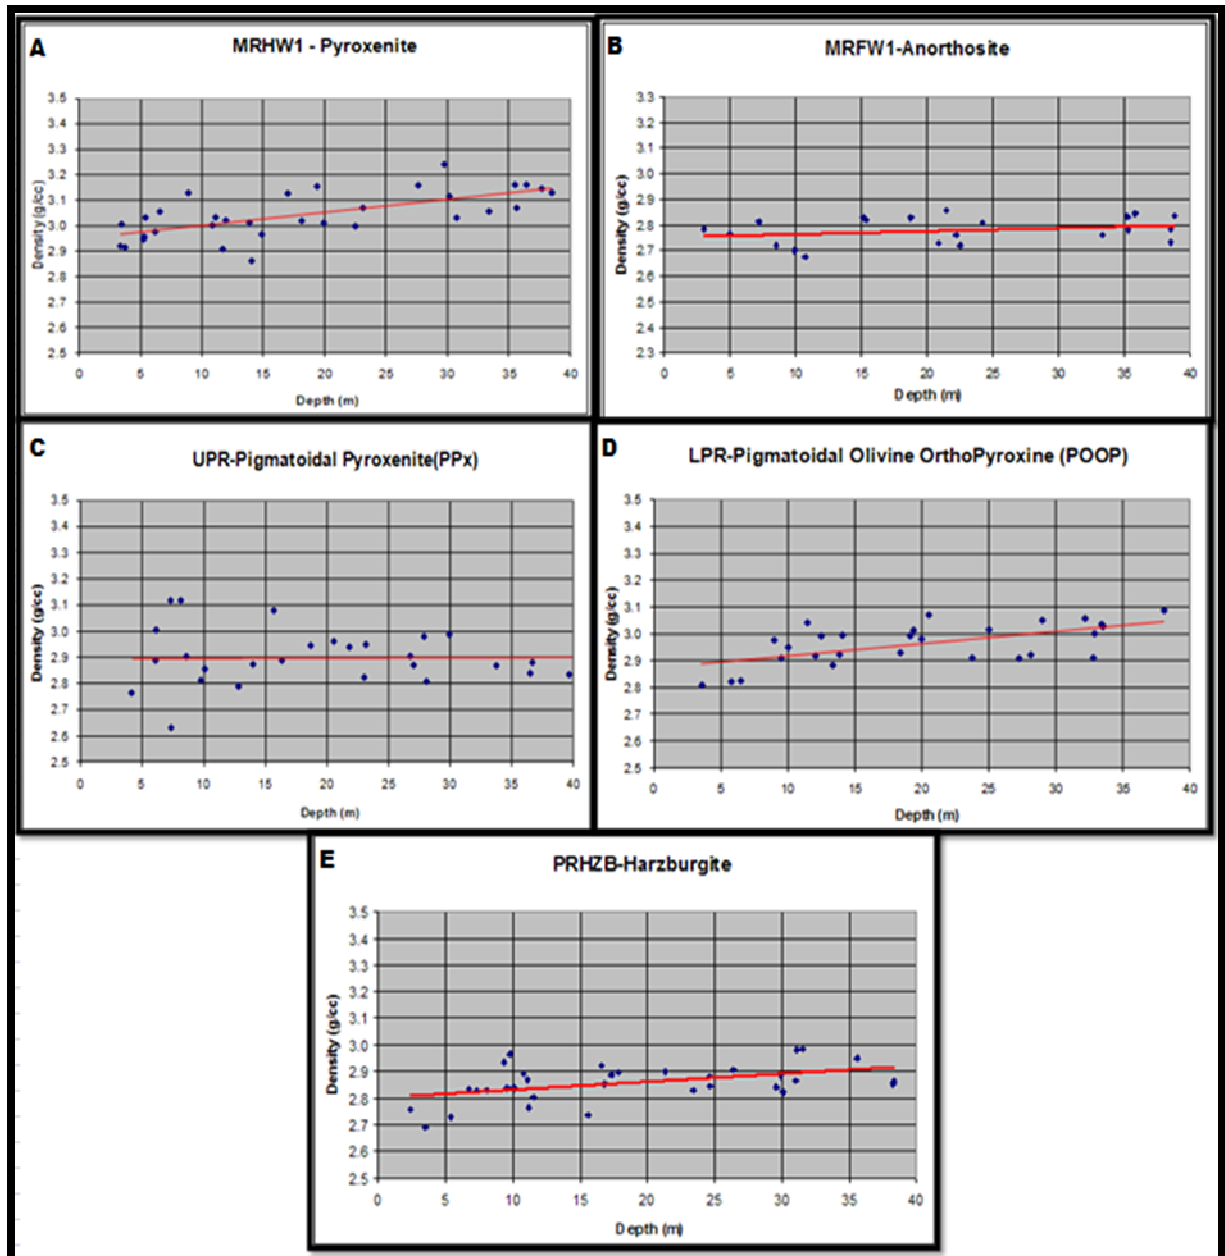 A
MRHW1 - Pyroxenite
3.5
3.4
3.3
3.2
3.1
3.0
2.9
2.8
2.7
2.6
2.5
Density (g/cc)
0 5 10 15 20 25 30 35 40
Depth (m)
B
MRFW1-Anorthosite
3.3
3.2
3.1
3.0
2.9
2.8
2.7
2.6
2.5
2.4
2.3
Density (g/cc)
0 5 10 15 20 25 30 35 40
Depth (m)
C
UPR-Pigmatoidal Pyroxenite(PPx)
3.5
3.4
3.3
3.2
3.1
3.0
2.9
2.8
2.7
2.6
2.5
Density (g/cc)
0 5 10 15 20 25 30 35 40
Depth (m)
D
LPR-Pigmatoidal Olivine OrthoPyroxine (POOP)
3.5
3.4
3.3
3.2
3.1
3.0
2.9
2.8
2.7
2.6
2.5
Density (g/cc)
0 5 10 15 20 25 30 35 40
Depth (m)
E
PRHZB-Harzburgite
3.5
3.4
3.3
3.2
3.1
3.0
2.9
2.8
2.7
2.6
2.5
Density (g/cc)
0 5 10 15 20 25 30 35 40
Depth (m)